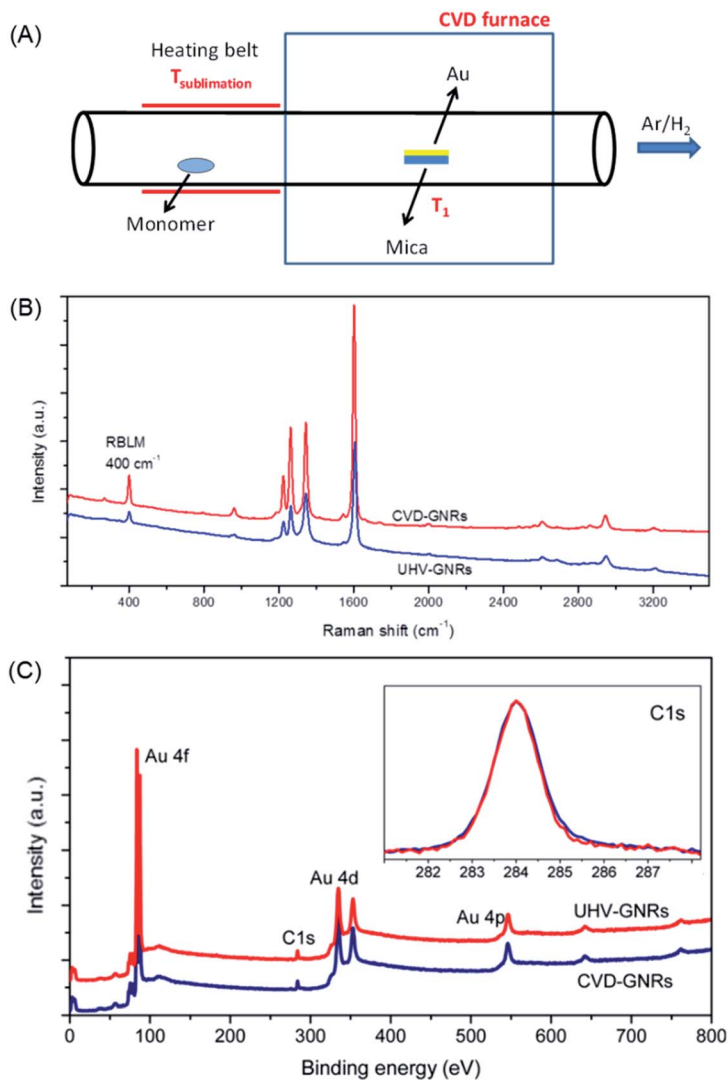 (A)
CVD furnace
Heating belt
T_sublimation
Au
Ar/H₂
Monomer
T₁
Mica
(B)
Intensity (a.u.)
RBLM
400 cm⁻¹
CVD-GNRs
UHV-GNRs
400 800 1200 1600 2000 2400 2800 3200
Raman shift (cm⁻¹)
(C)
Intensity (a.u.)
Au 4f
C1s
Au 4d
Au 4p
C1s
282 283 284 285 286 287
UHV-GNRs
CVD-GNRs
0 100 200 300 400 500 600 700 800
Binding energy (eV)